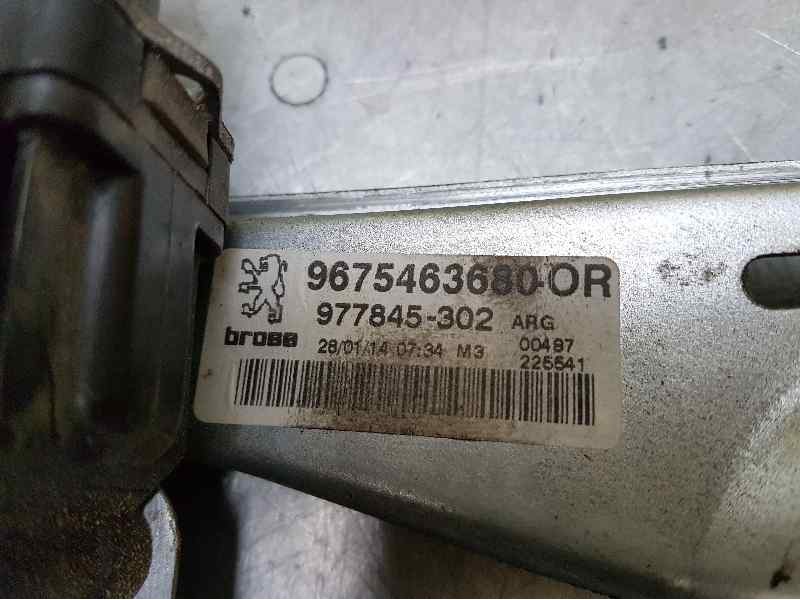 9675463680-OR
977845-302 ARG
brose 28/01/14 07:34 M3 00497
225541